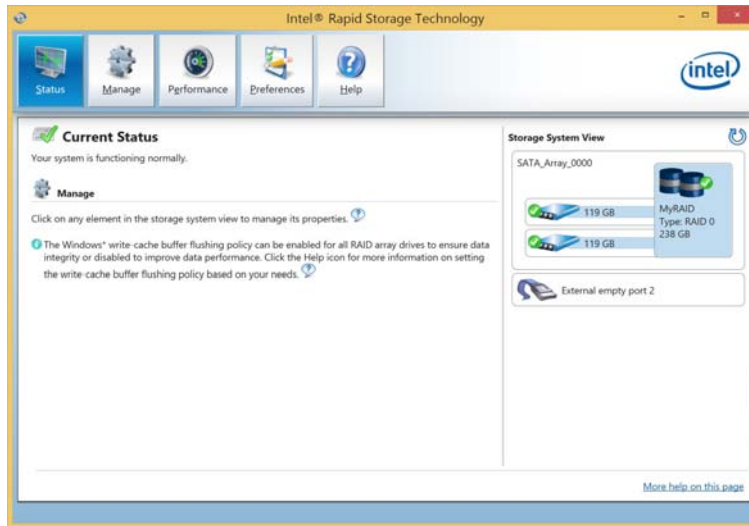 Intel® Rapid Storage Technology
Status
Manage
Performance
Preferences
Help
intel
Current Status
Your system is functioning normally.
Manage
Click on any element in the storage system view to manage its properties.
The Windows* write-cache buffer flushing policy can be enabled for all RAID array drives to ensure data
integrity or disabled to improve data performance. Click the Help icon for more information on setting
the write-cache buffer flushing policy based on your needs.
Storage System View
SATA_Array_0000
119 GB
119 GB
MyRAID
Type: RAID 0
238 GB
External empty port 2
More help on this page